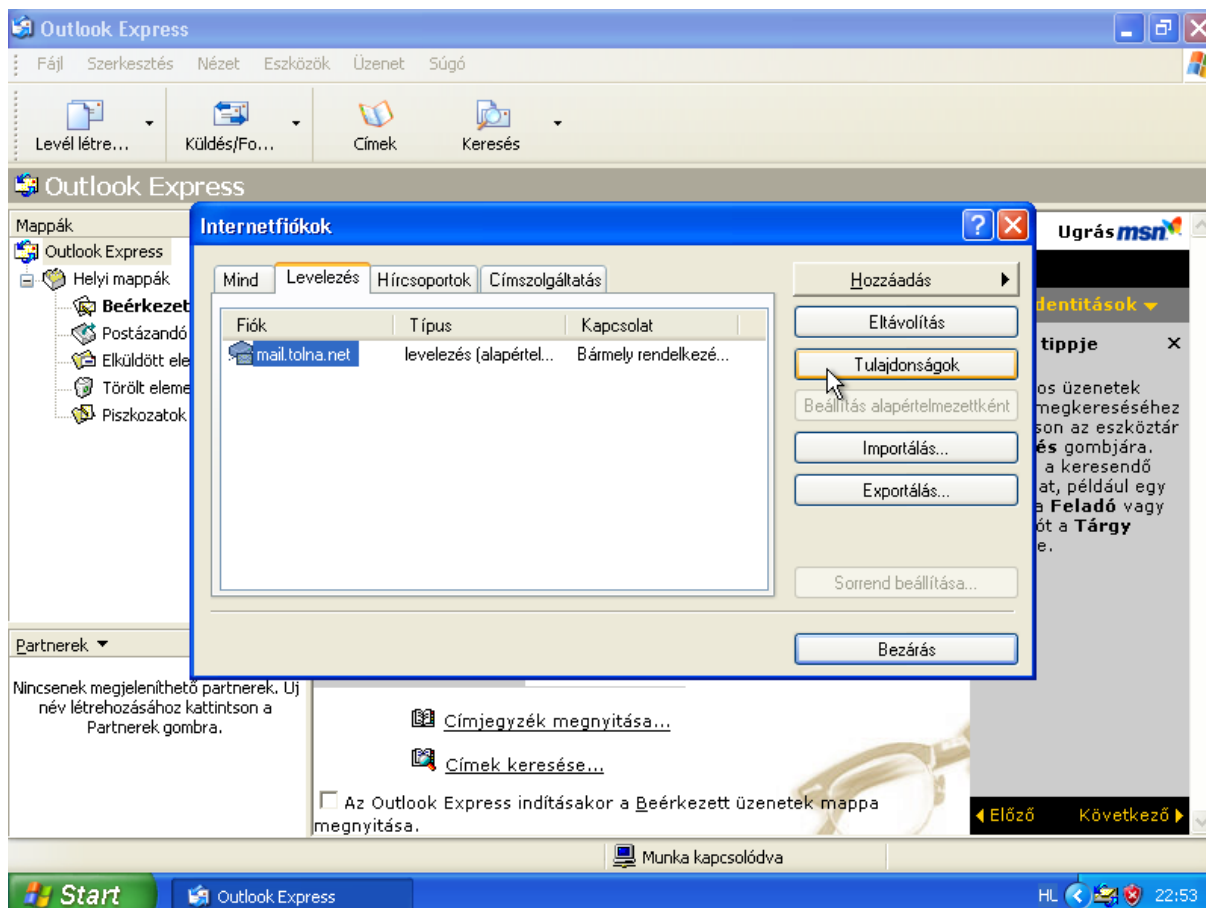 Outlook Express
Fájl Szerkesztés Nézet Eszközök Üzenet Súgó
Levél létre... Küldés/Fo... Címek Keresés
Outlook Express
Mappák
Outlook Express
Helyi mappák
Beérkezet
Postázandó
Elküldött ele
Törölt eleme
Piszkozatok
Internetfiókok
Mind Levelezés Hírcsoportok Címszolgáltatás
Fiók Típus Kapcsolat
mail.tolna.net levelezés (alapértel... Bármely rendelkezé...
Hozzáadás
Eltávolítás
Tulajdonságok
Beállítás alapértelmezettként
Importálás...
Exportálás...
Sorrend beállítása...
Bezárás
Ugrás msn
dentitások
tippje
os üzenetek
megkereséséhez
son az eszköztár
és gombjára.
a keresendő
at, például egy
a Feladó vagy
ót a Tárgy
e.
Előző Következő
Partnerek
Nincsenek megjeleníthető partnerek. Új
név létrehozásához kattintson a
Partnerek gombra.
Címjegyzék megnyitása...
Címek keresése...
Az Outlook Express indításakor a Beérkezett üzenetek mappa
megnyitása.
Munka kapcsolódva
Start Outlook Express HL 22:53